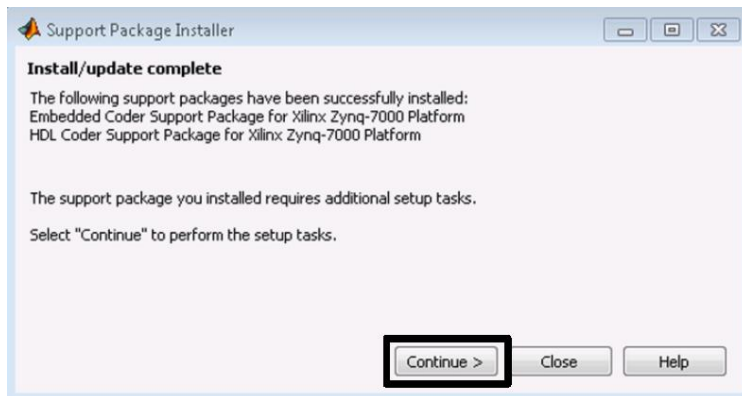 Support Package Installer
Install/update complete
The following support packages have been successfully installed:
Embedded Coder Support Package for Xilinx Zynq-7000 Platform
HDL Coder Support Package for Xilinx Zynq-7000 Platform
The support package you installed requires additional setup tasks.
Select "Continue" to perform the setup tasks.
Continue > Close Help